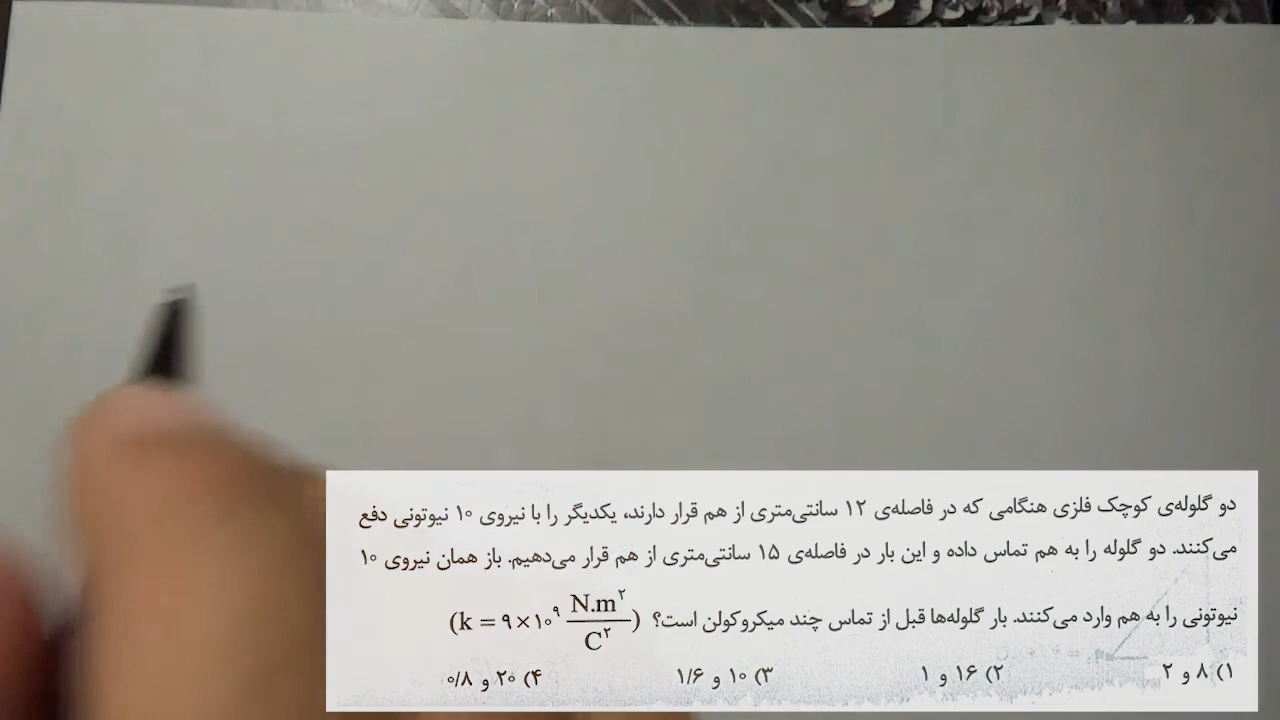 دو گلوله‌ی کوچک فلزی هنگامی که در فاصله‌ی ۱۲ سانتی‌متری از هم قرار دارند، یکدیگر را با نیروی ۱۰ نیوتونی دفع
می‌کنند. دو گلوله را به هم تماس داده و این بار در فاصله‌ی ۱۵ سانتی‌متری از هم قرار می‌دهیم. باز همان نیروی ۱۰
نیوتونی را به هم وارد می‌کنند. بار گلوله‌ها قبل از تماس چند میکروکولن است؟ (k = ۹×۱۰^۹ N.m^۲/C^۲)
۱) ۸ و ۲ ۲) ۱۶ و ۱ ۳) ۱۰ و ۱/۶ ۴) ۲۰ و ۰/۸